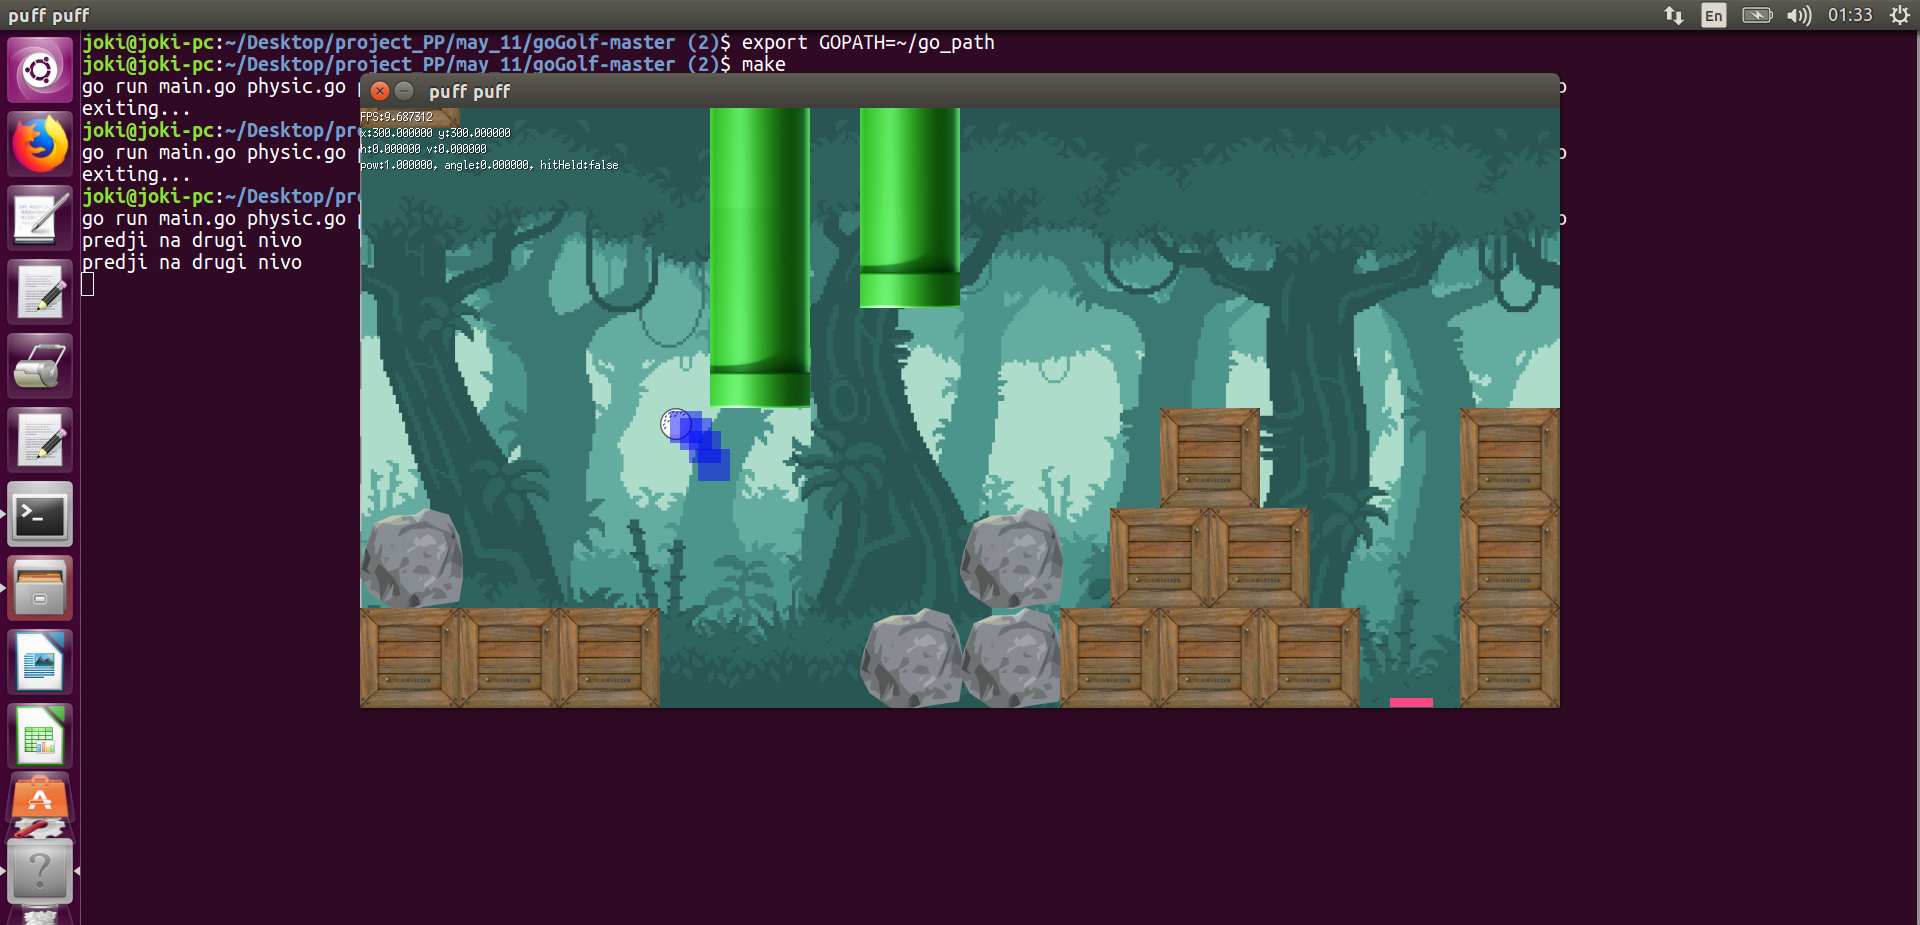 puff puff
En
01:33
joki@joki-pc:~/Desktop/project_PP/may_11/goGolf-master (2)$ export GOPATH=~/go_path
joki@joki-pc:~/Desktop/project_PP/may_11/goGolf-master (2)$ make
go run main.go physic.go
exiting...
joki@joki-pc:~/Desktop/pr
go run main.go physic.go
exiting...
joki@joki-pc:~/Desktop/pr
go run main.go physic.go
predji na drugi nivo
predji na drugi nivo
puff puff
FPS:9.687312
x:300.000000 y:300.000000
h:0.000000 v:0.000000
pow:1.000000, angle:0.000000, hitHeld:false